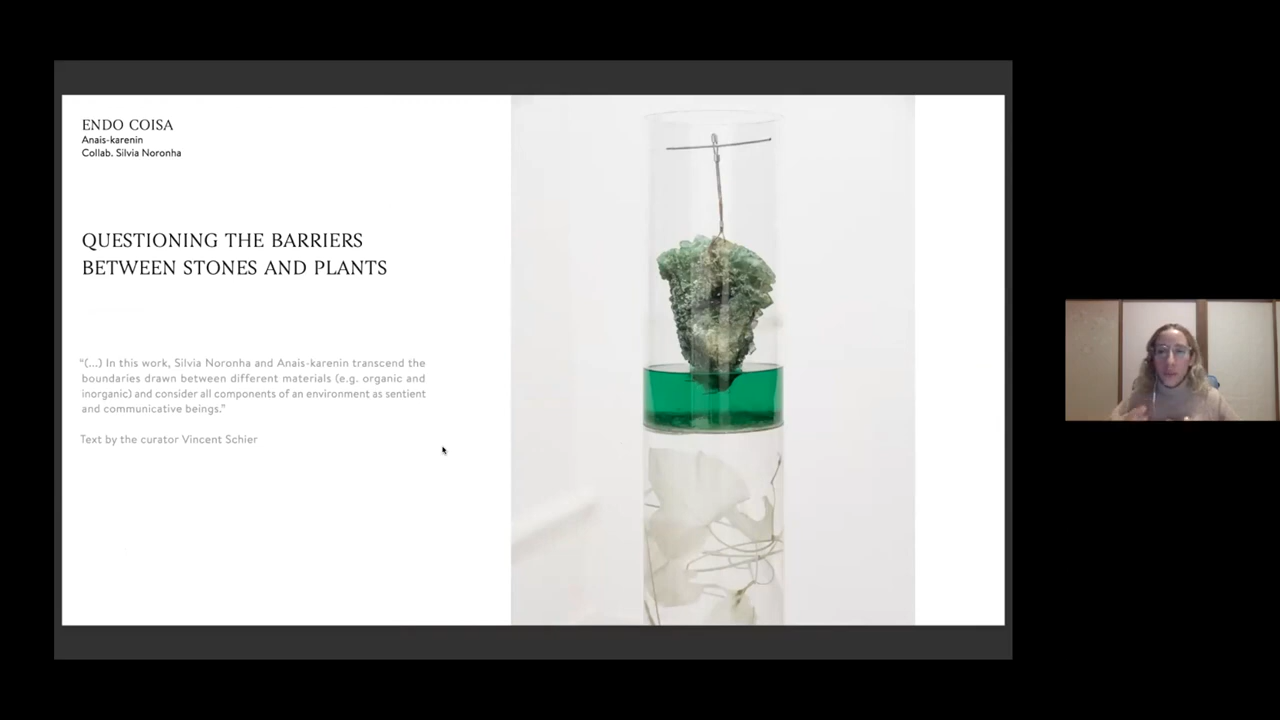 ENDO COISA
Anais-karenin
Collab. Silvia Noronha
QUESTIONING THE BARRIERS
BETWEEN STONES AND PLANTS
“(...) In this work, Silvia Noronha and Anais-karenin transcend the
boundaries drawn between different materials (e.g. organic and
inorganic) and consider all components of an environment as sentient
and communicative beings.”
Text by the curator Vincent Schier